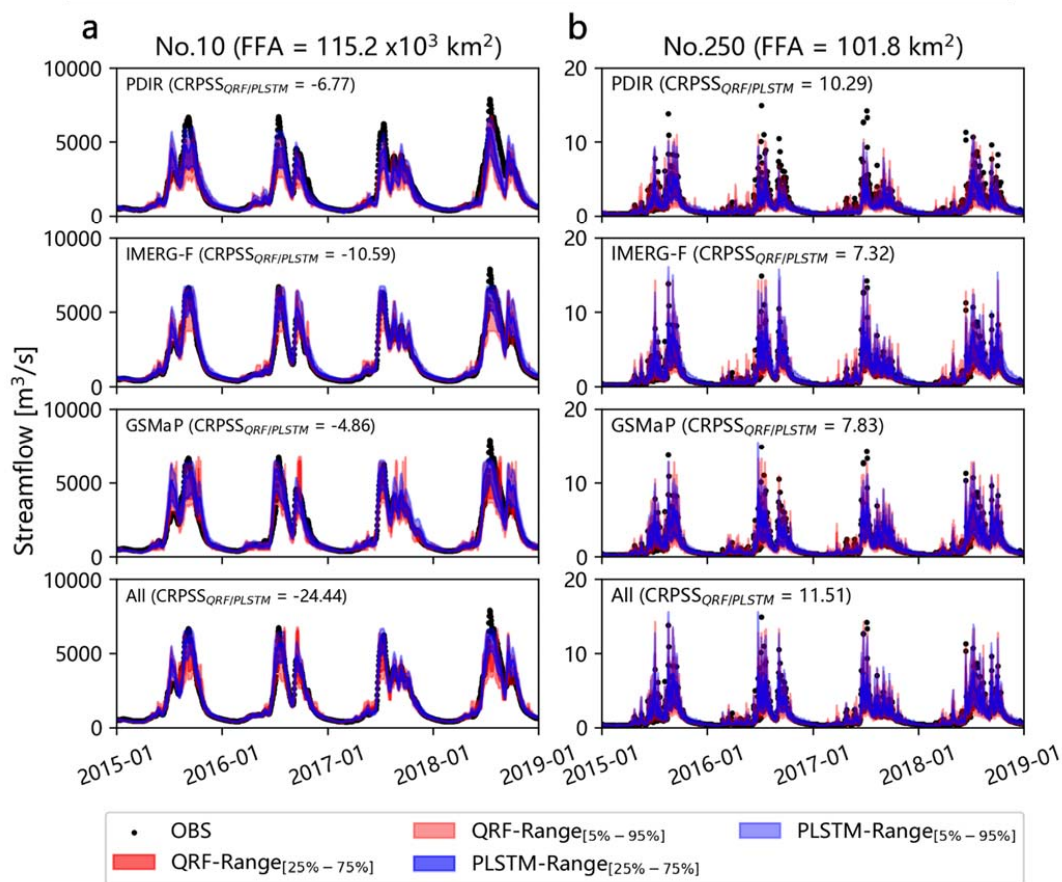 a
No.10 (FFA = 115.2 x10³ km²)
b
No.250 (FFA = 101.8 km²)
Streamflow [m³/s]
10000
5000
0
PDIR (CRPSS_QRF/PLSTM = -6.77)
20
10
0
PDIR (CRPSS_QRF/PLSTM = 10.29)
10000
5000
0
IMERG-F (CRPSS_QRF/PLSTM = -10.59)
20
10
0
IMERG-F (CRPSS_QRF/PLSTM = 7.32)
10000
5000
0
GSMaP (CRPSS_QRF/PLSTM = -4.86)
20
10
0
GSMaP (CRPSS_QRF/PLSTM = 7.83)
10000
5000
0
All (CRPSS_QRF/PLSTM = -24.44)
20
10
0
All (CRPSS_QRF/PLSTM = 11.51)
2015-01 2016-01 2017-01 2018-01 2019-01
2015-01 2016-01 2017-01 2018-01 2019-01
OBS
QRF-Range[5% − 95%]
PLSTM-Range[5% − 95%]
QRF-Range[25% − 75%]
PLSTM-Range[25% − 75%]